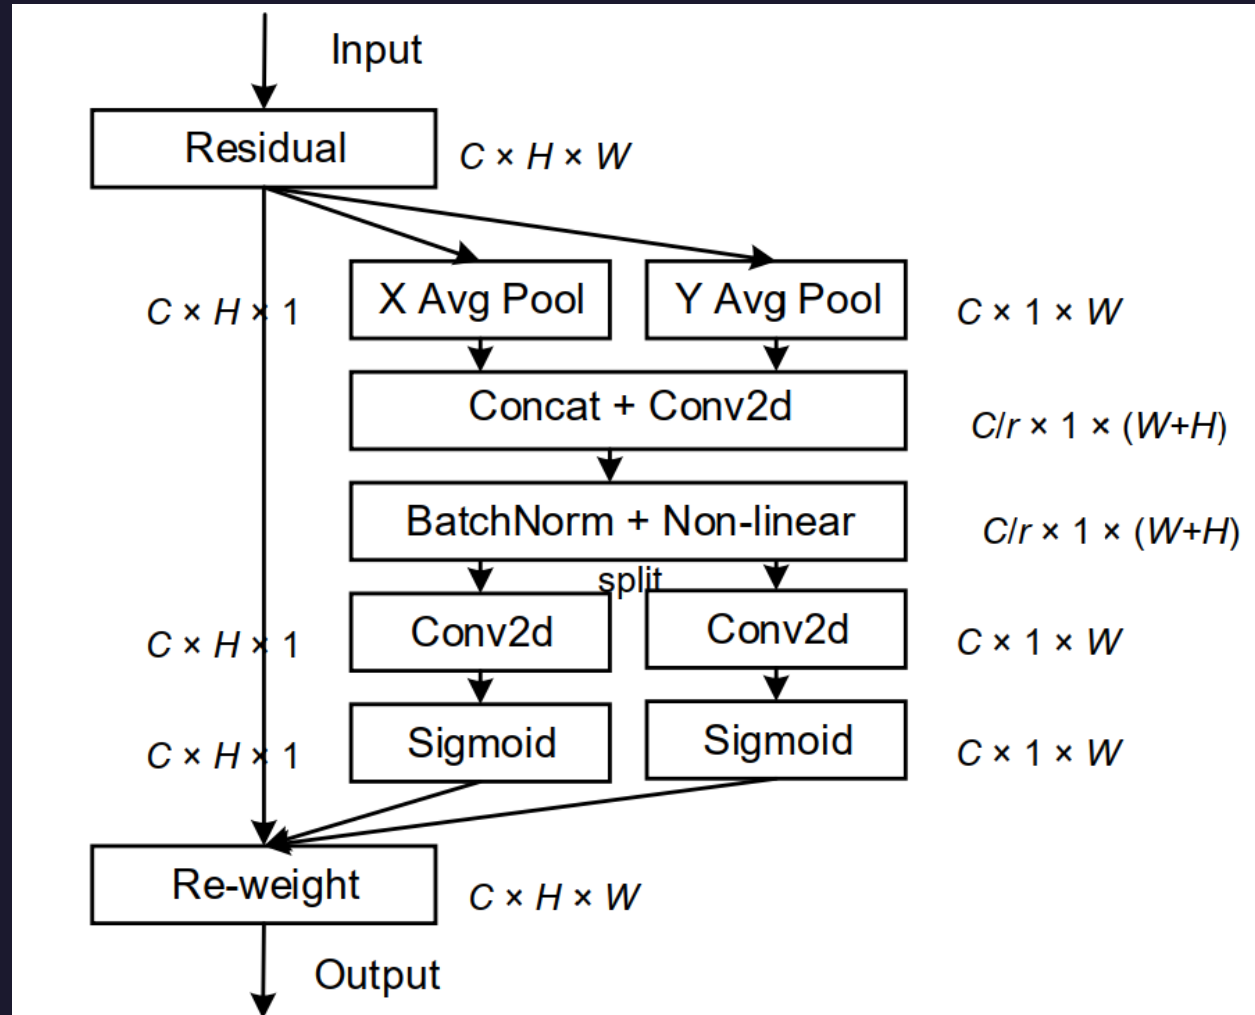 Input
Residual
C × H × W
C × H × 1
X Avg Pool
Y Avg Pool
C × 1 × W
Concat + Conv2d
C/r × 1 × (W+H)
BatchNorm + Non-linear
C/r × 1 × (W+H)
split
C × H × 1
Conv2d
Conv2d
C × 1 × W
C × H × 1
Sigmoid
Sigmoid
C × 1 × W
Re-weight
C × H × W
Output